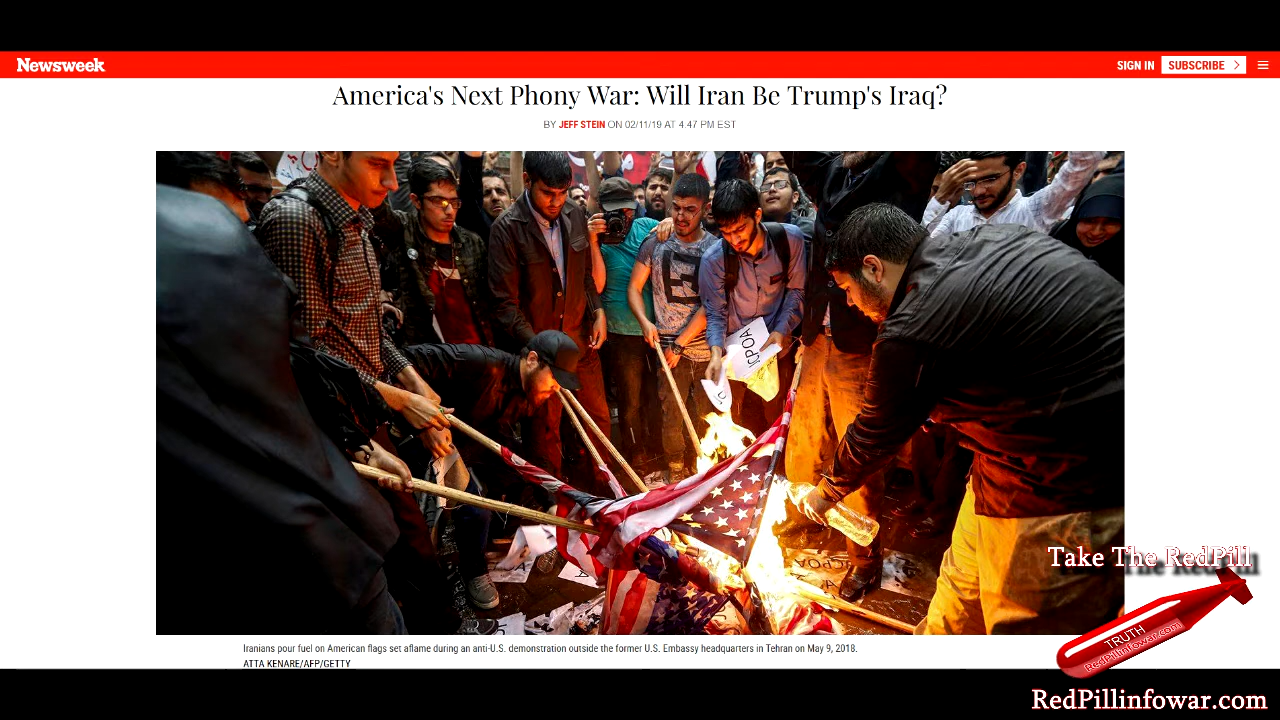 Newsweek
SIGN IN SUBSCRIBE
America's Next Phony War: Will Iran Be Trump's Iraq?
BY JEFF STEIN ON 02/11/19 AT 4:47 PM EST
JCPOA
Iranians pour fuel on American flags set aflame during an anti-U.S. demonstration outside the former U.S. Embassy headquarters in Tehran on May 9, 2018.
ATTA KENARE/AFP/GETTY
Take The RedPill
TRUTH
RedPillinfowar.com
RedPillinfowar.com